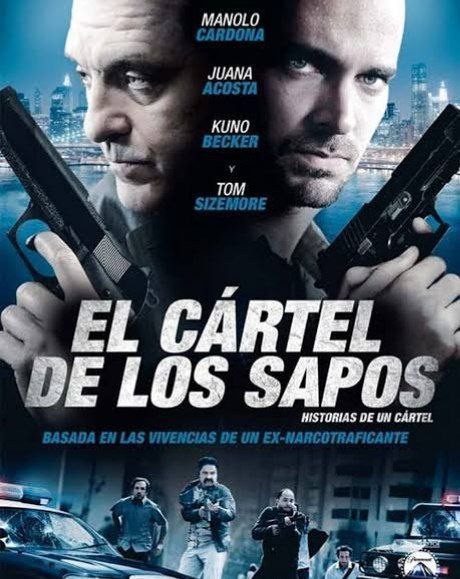 MANOLO
CARDONA
JUANA
ACOSTA
KUNO
BECKER
Y
TOM
SIZEMORE
EL CÁRTEL
DE LOS SAPOS
HISTORIAS DE UN CÁRTEL
BASADA EN LAS VIVENCIAS DE UN EX-NARCOTRAFICANTE
Paramount